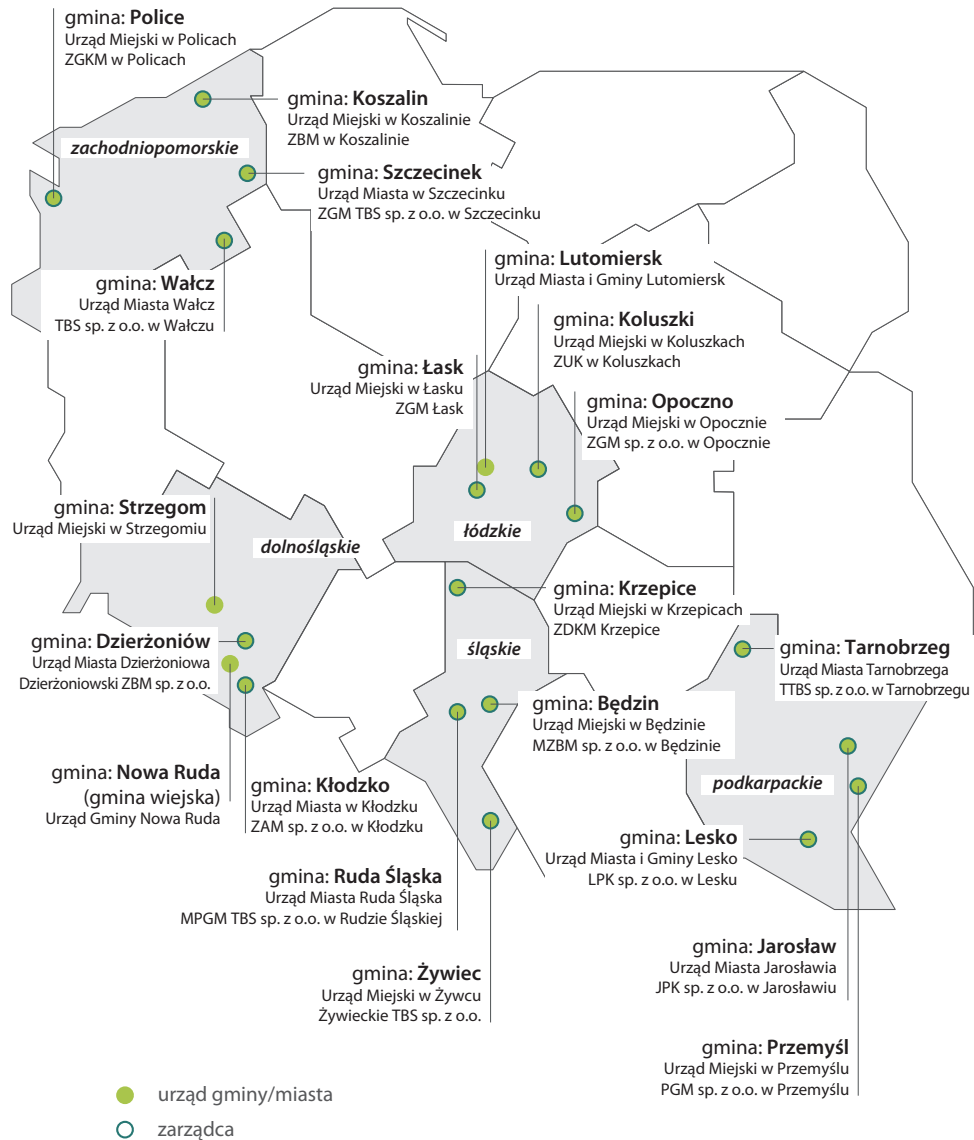 gmina: Police
Urząd Miejski w Policach
ZGKM w Policach
gmina: Koszalin
Urząd Miejski w Koszalinie
ZBM w Koszalinie
zachodniopomorskie
gmina: Szczecinek
Urząd Miasta w Szczecinku
ZGM TBS sp. z o.o. w Szczecinku
gmina: Wałcz
Urząd Miasta Wałcz
TBS sp. z o.o. w Wałczu
gmina: Lutomiersk
Urząd Miasta i Gminy Lutomiersk
gmina: Koluszki
Urząd Miejski w Koluszkach
ZUK w Koluszkach
gmina: Łask
Urząd Miejski w Łasku
ZGM Łask
gmina: Opoczno
Urząd Miejski w Opocznie
ZGM sp. z o.o. w Opocznie
gmina: Strzegom
Urząd Miejski w Strzegomiu
dolnośląskie
łódzkie
gmina: Krzepice
Urząd Miejski w Krzepicach
ZDKM Krzepice
gmina: Dzierżoniów
Urząd Miasta Dzierżoniowa
Dzierżoniowski ZBM sp. z o.o.
śląskie
gmina: Tarnobrzeg
Urząd Miasta Tarnobrzega
TTBS sp. z o.o. w Tarnobrzegu
gmina: Będzin
Urząd Miejski w Będzinie
MZBM sp. z o.o. w Będzinie
gmina: Nowa Ruda
(gmina wiejska)
Urząd Gminy Nowa Ruda
gmina: Kłodzko
Urząd Miasta w Kłodzku
ZAM sp. z o.o. w Kłodzku
podkarpackie
gmina: Lesko
Urząd Miasta i Gminy Lesko
LPK sp. z o.o. w Lesku
gmina: Ruda Śląska
Urząd Miasta Ruda Śląska
MPGM TBS sp. z o.o. w Rudzie Śląskiej
gmina: Jarosław
Urząd Miasta Jarosławia
JPK sp. z o.o. w Jarosławiu
gmina: Żywiec
Urząd Miejski w Żywcu
Żywieckie TBS sp. z o.o.
gmina: Przemyśl
Urząd Miejski w Przemyślu
PGM sp. z o.o. w Przemyślu
urząd gminy/miasta
zarządca